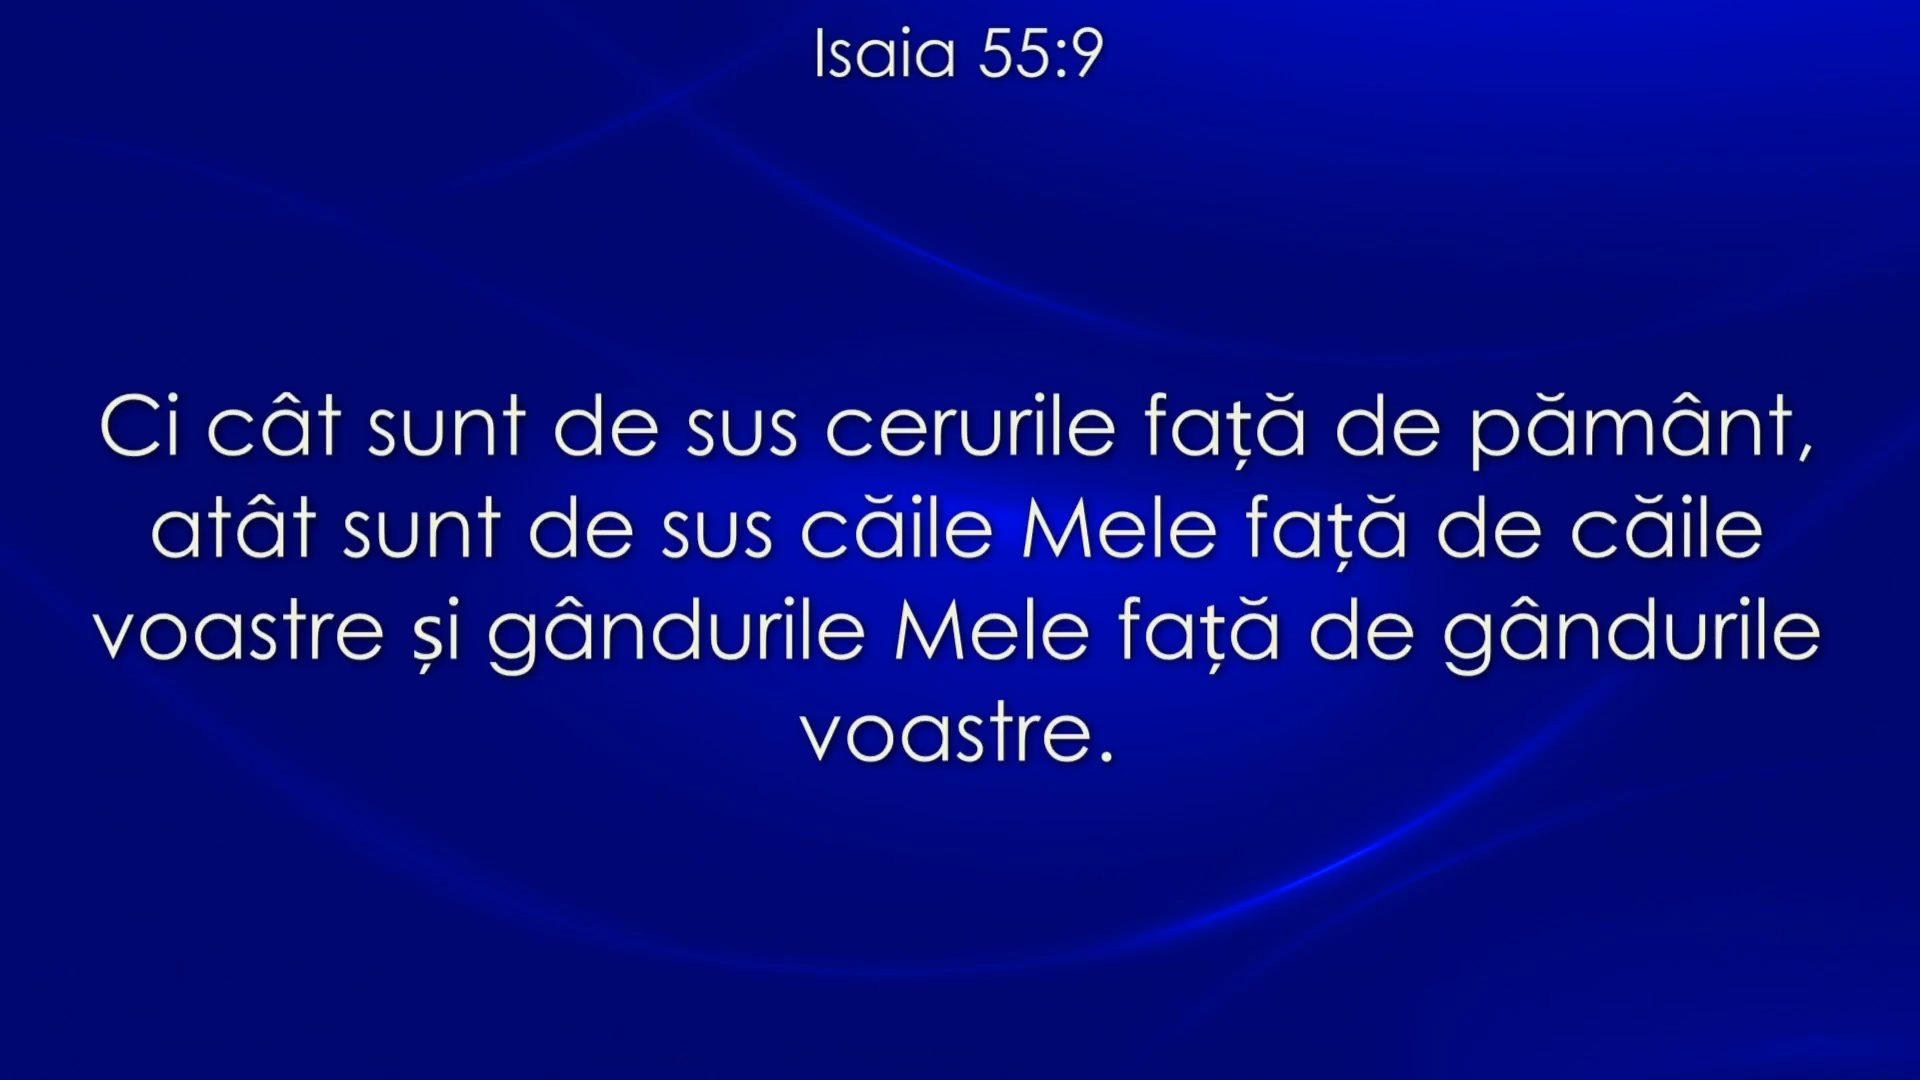 Isaia 55:9
Ci cât sunt de sus cerurile față de pământ,
atât sunt de sus căile Mele față de căile
voastre și gândurile Mele față de gândurile
voastre.